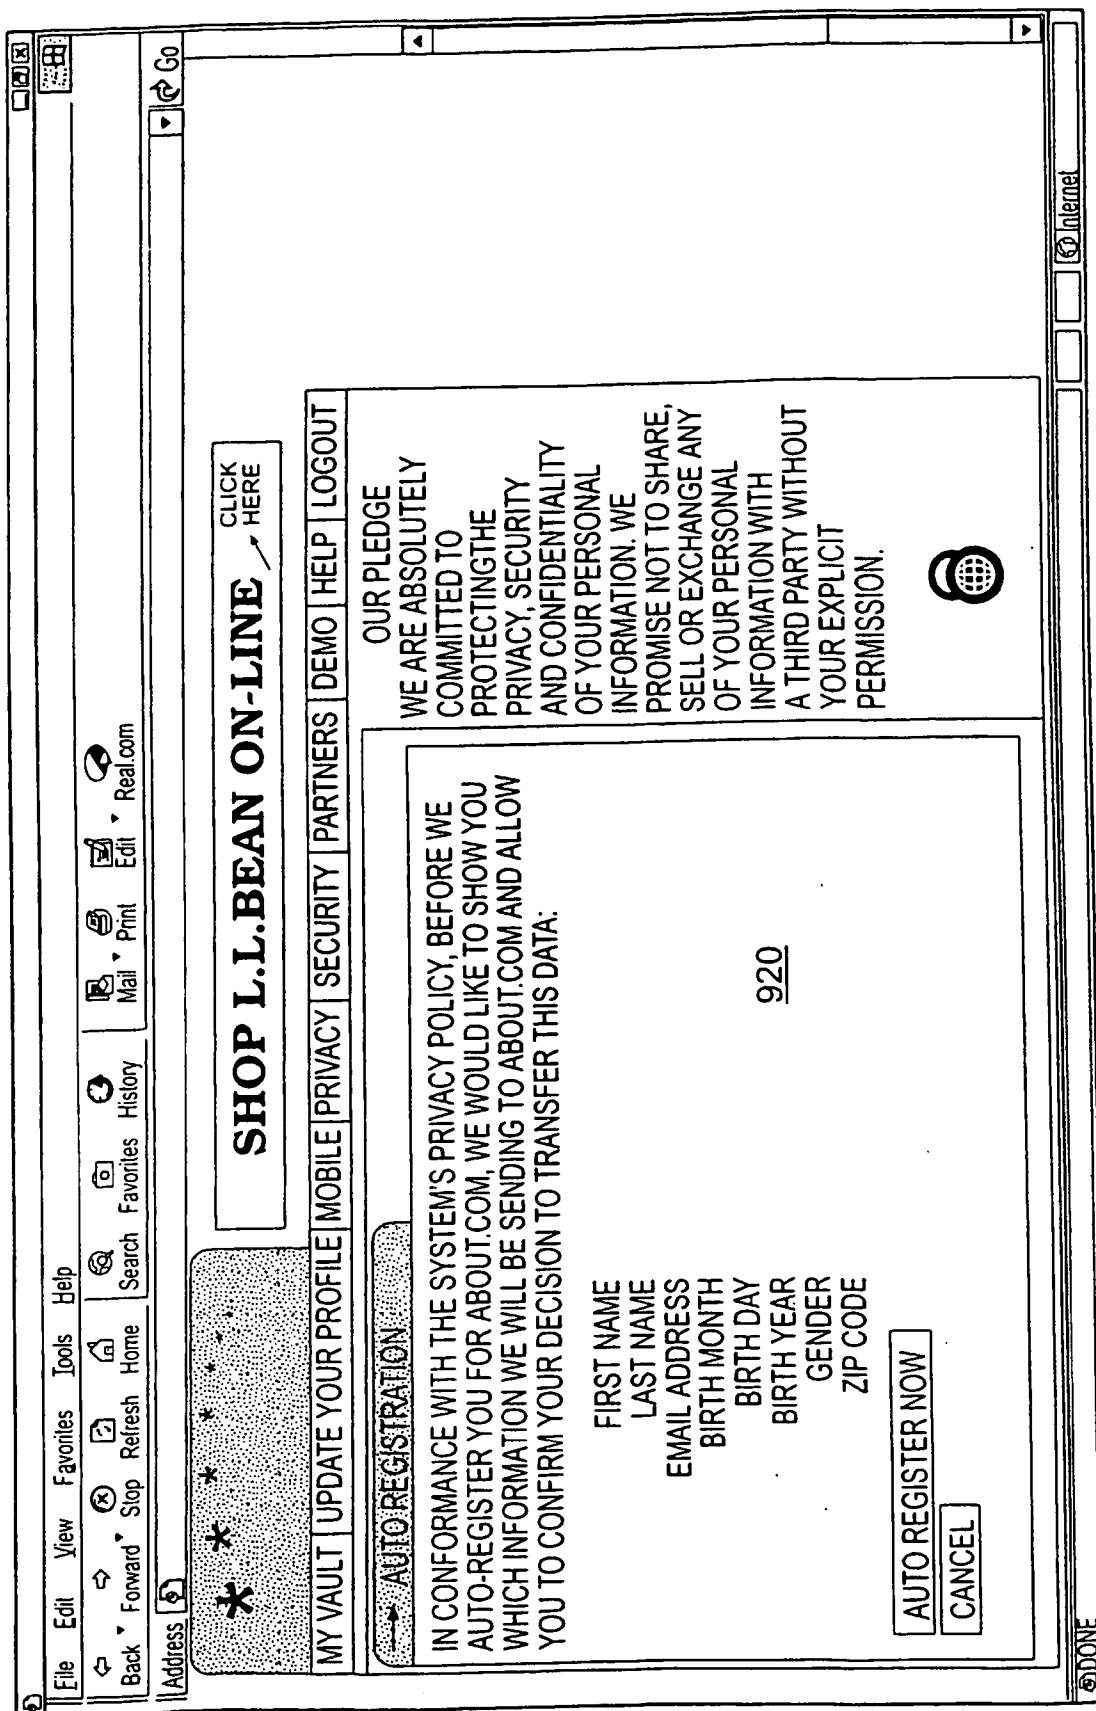 File Edit View Favorites Tools Help
Back Forward Stop Refresh Home Search Favorites History Mail Print Edit Real.com
Address Go
SHOP L.L.BEAN ON-LINE CLICK HERE
MY VAULT UPDATE YOUR PROFILE MOBILE PRIVACY SECURITY PARTNERS DEMO HELP LOGOUT
AUTO REGISTRATION
IN CONFORMANCE WITH THE SYSTEM'S PRIVACY POLICY, BEFORE WE
AUTO-REGISTER YOU FOR ABOUT.COM, WE WOULD LIKE TO SHOW YOU
WHICH INFORMATION WE WILL BE SENDING TO ABOUT.COM AND ALLOW
YOU TO CONFIRM YOUR DECISION TO TRANSFER THIS DATA:
FIRST NAME
LAST NAME
EMAIL ADDRESS
BIRTH MONTH
BIRTH DAY
BIRTH YEAR
GENDER
ZIP CODE
920
AUTO REGISTER NOW
CANCEL
OUR PLEDGE
WE ARE ABSOLUTELY
COMMITTED TO
PROTECTINGTHE
PRIVACY, SECURITY
AND CONFIDENTIALITY
OF YOUR PERSONAL
INFORMATION. WE
PROMISE NOT TO SHARE,
SELL OR EXCHANGE ANY
OF YOUR PERSONAL
INFORMATION WITH
A THIRD PARTY WITHOUT
YOUR EXPLICIT
PERMISSION.
DONE Internet